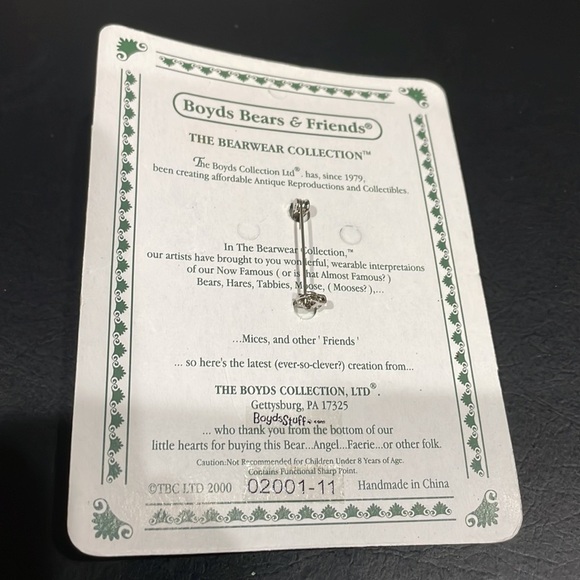 Boyds Bears & Friends®
THE BEARWEAR COLLECTION™
The Boyds Collection Ltd®. has, since 1979,
been creating affordable Antique Reproductions and Collectibles.
In The Bearwear Collection,™
our artists have brought to you wonderful, wearable interpretaions
of our Now Famous ( or is that Almost Famous? )
Bears, Hares, Tabbies, Moose, ( Mooses? ),...
...Mices, and other ' Friends '
... so here's the latest (ever-so-clever?) creation from...
THE BOYDS COLLECTION, LTD®.
Gettysburg, PA 17325
BoydsStuff.com
... who thank you from the bottom of our
little hearts for buying this Bear...Angel...Faerie...or other folk.
Caution:Not Recommended for Children Under 8 Years of Age.
Contains Functional Sharp Point.
©TBC LTD 2000 02001-11 Handmade in China